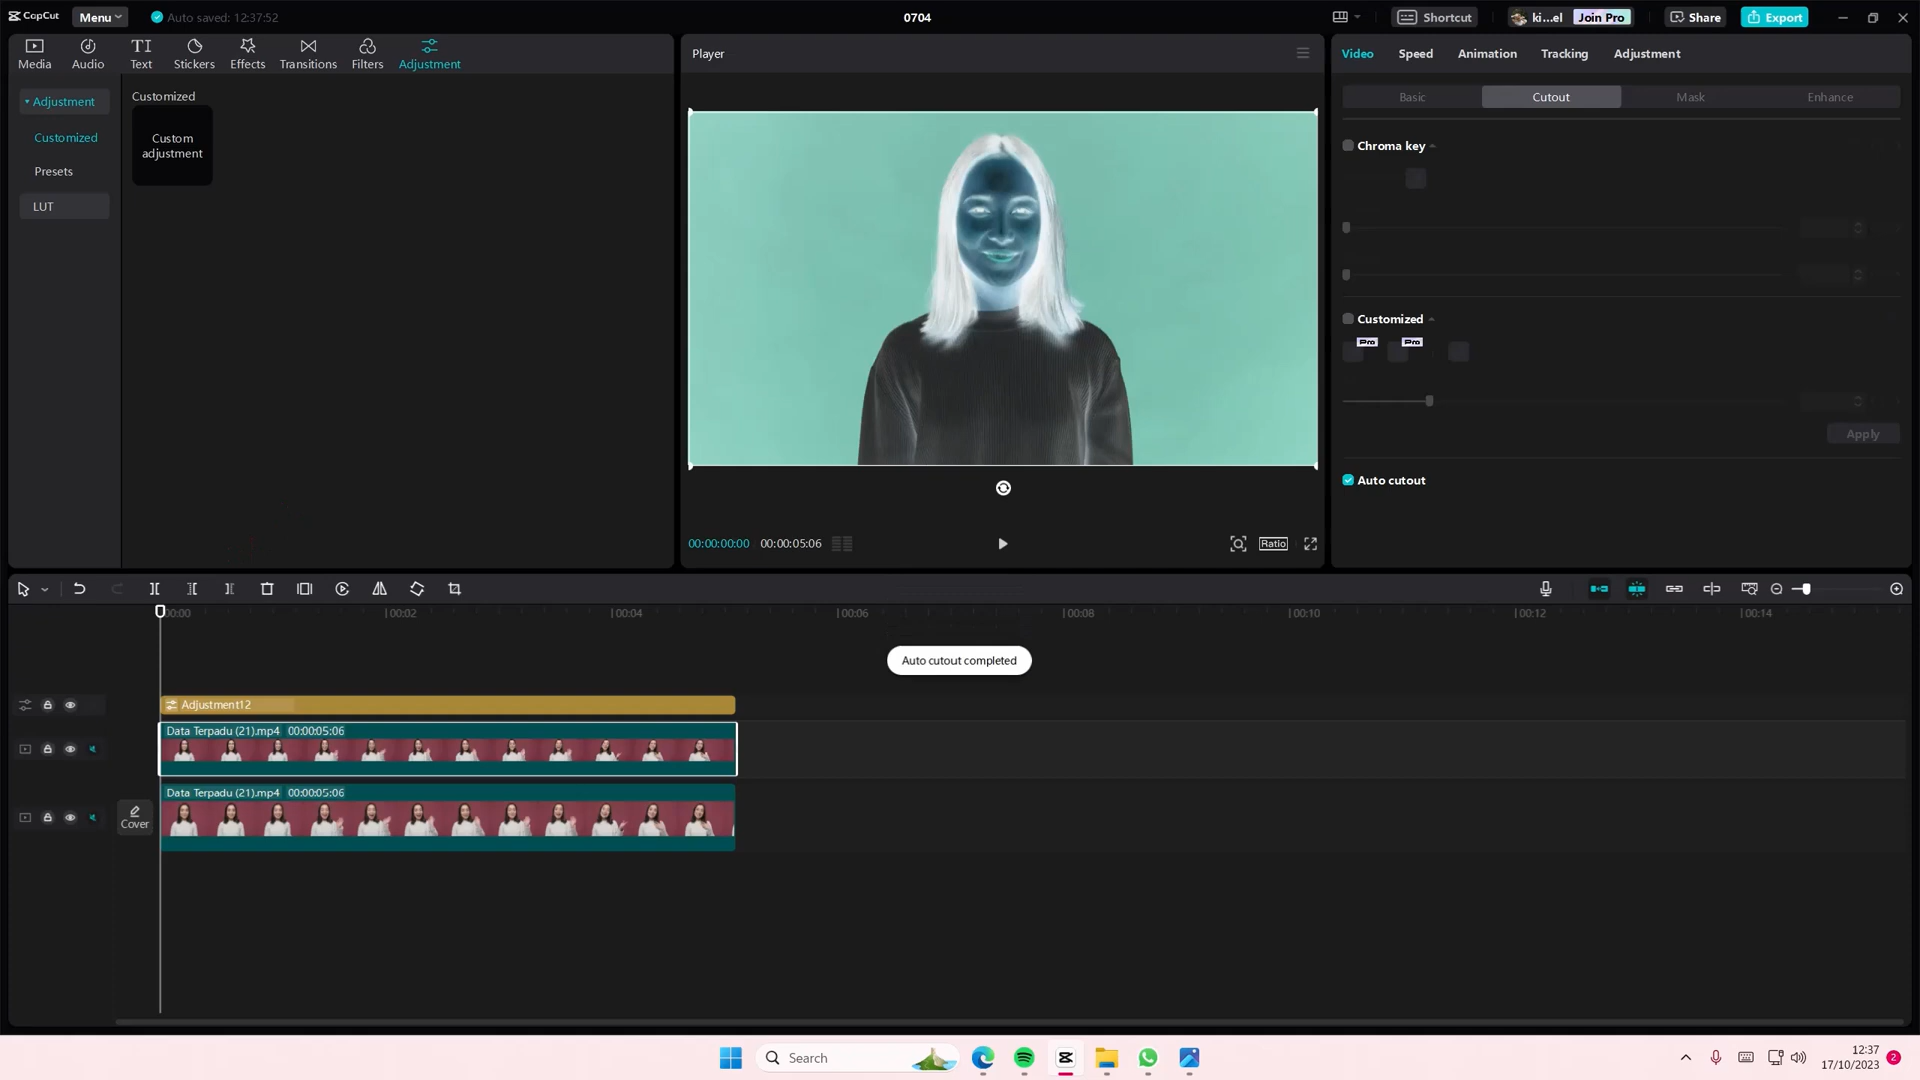 CapCut Menu Auto saved: 12:37:52 0704 Shortcut ki...el Join Pro Share Export
Media Audio Text Stickers Effects Transitions Filters Adjustment
Adjustment
Customized
Presets
LUT
Customized
Custom
adjustment
Player
00:00:00:00 00:00:05:06 Ratio
Video Speed Animation Tracking Adjustment
Basic Cutout Mask Enhance
Chroma key
Customized
Pro Pro
Apply
Auto cutout
00:00 00:02 00:04 00:06 00:08 00:10 00:12 00:14
Auto cutout completed
Adjustment12
Data Terpadu (21).mp4 00:00:05:06
Data Terpadu (21).mp4 00:00:05:06
Cover
Search
12:37
17/10/2023
2